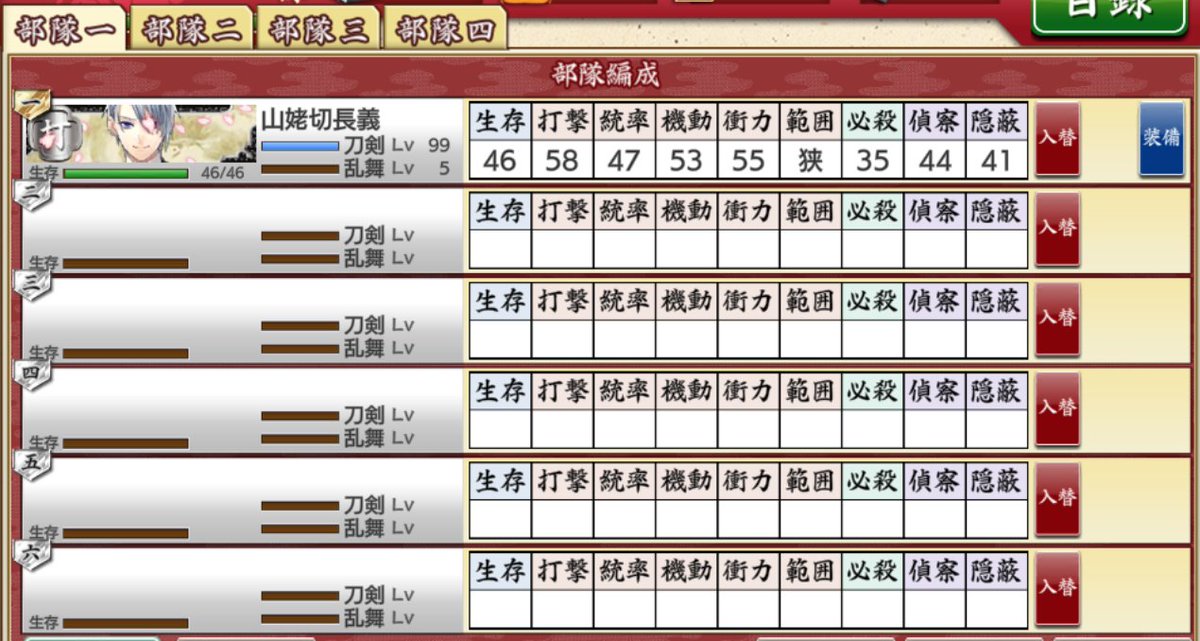 目録
部隊一 部隊二 部隊三 部隊四
部隊編成
一 打 山姥切長義 生存 打撃 統率 機動 衝力 範囲 必殺 偵察 隠蔽 入替 装備
刀剣 Lv 99
生存 46/46 乱舞 Lv 5 46 58 47 53 55 狭 35 44 41
二 生存 打撃 統率 機動 衝力 範囲 必殺 偵察 隠蔽 入替
刀剣 Lv
生存 乱舞 Lv
三 生存 打撃 統率 機動 衝力 範囲 必殺 偵察 隠蔽 入替
刀剣 Lv
生存 乱舞 Lv
四 生存 打撃 統率 機動 衝力 範囲 必殺 偵察 隠蔽 入替
刀剣 Lv
生存 乱舞 Lv
五 生存 打撃 統率 機動 衝力 範囲 必殺 偵察 隠蔽 入替
刀剣 Lv
生存 乱舞 Lv
六 生存 打撃 統率 機動 衝力 範囲 必殺 偵察 隠蔽 入替
刀剣 Lv
生存 乱舞 Lv